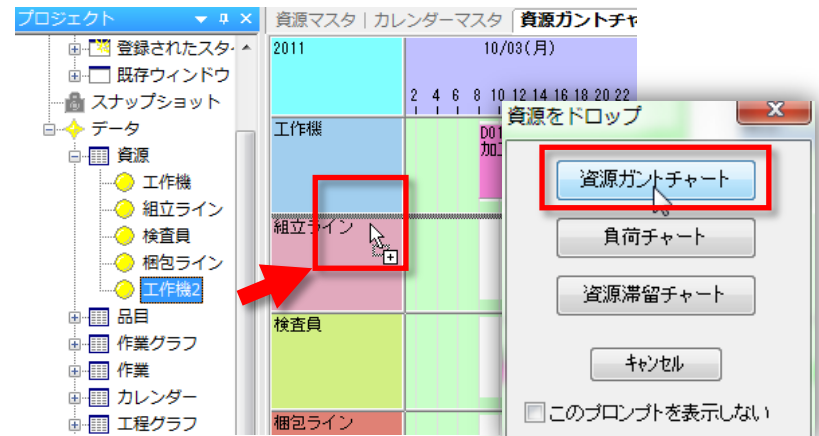 プロジェクト
登録されたスター
既存ウィンドウ
スナップショット
データ
資源
工作機
組立ライン
検査員
梱包ライン
工作機2
品目
作業グラフ
作業
カレンダー
工程グラフ
資源マスタ | カレンダーマスタ 資源ガントチャ
2011
10/03(月)
2 4 6 8 10 12 14 16 18 20 22
工作機
D01
加工
組立ライン
検査員
梱包ライン
資源をドロップ
資源ガントチャート
負荷チャート
資源滞留チャート
キャンセル
このプロンプトを表示しない